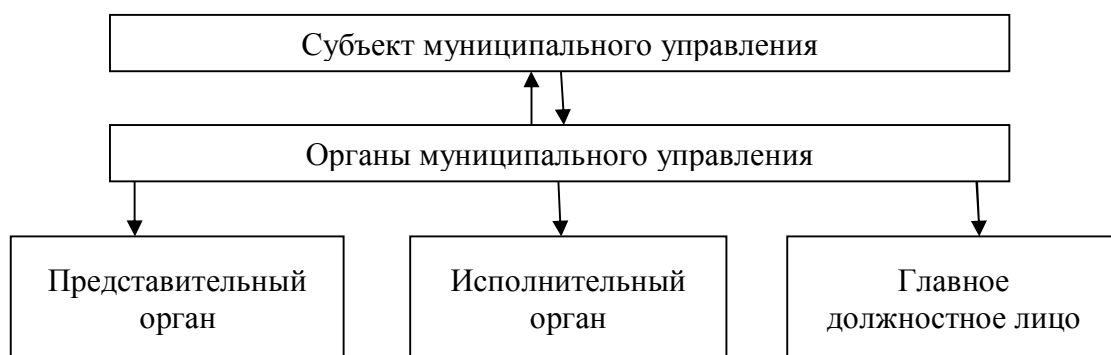 Субъект муниципального управления
Органы муниципального управления
Представительный
орган
Исполнительный
орган
Главное
должностное лицо